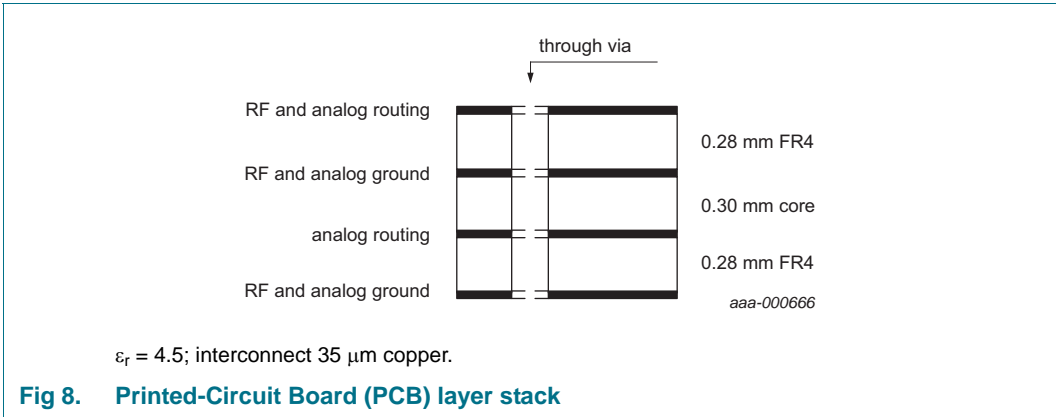 through via
RF and analog routing
0.28 mm FR4
RF and analog ground
0.30 mm core
analog routing
0.28 mm FR4
RF and analog ground
aaa-000666
εr = 4.5; interconnect 35 μm copper.
Fig 8. Printed-Circuit Board (PCB) layer stack